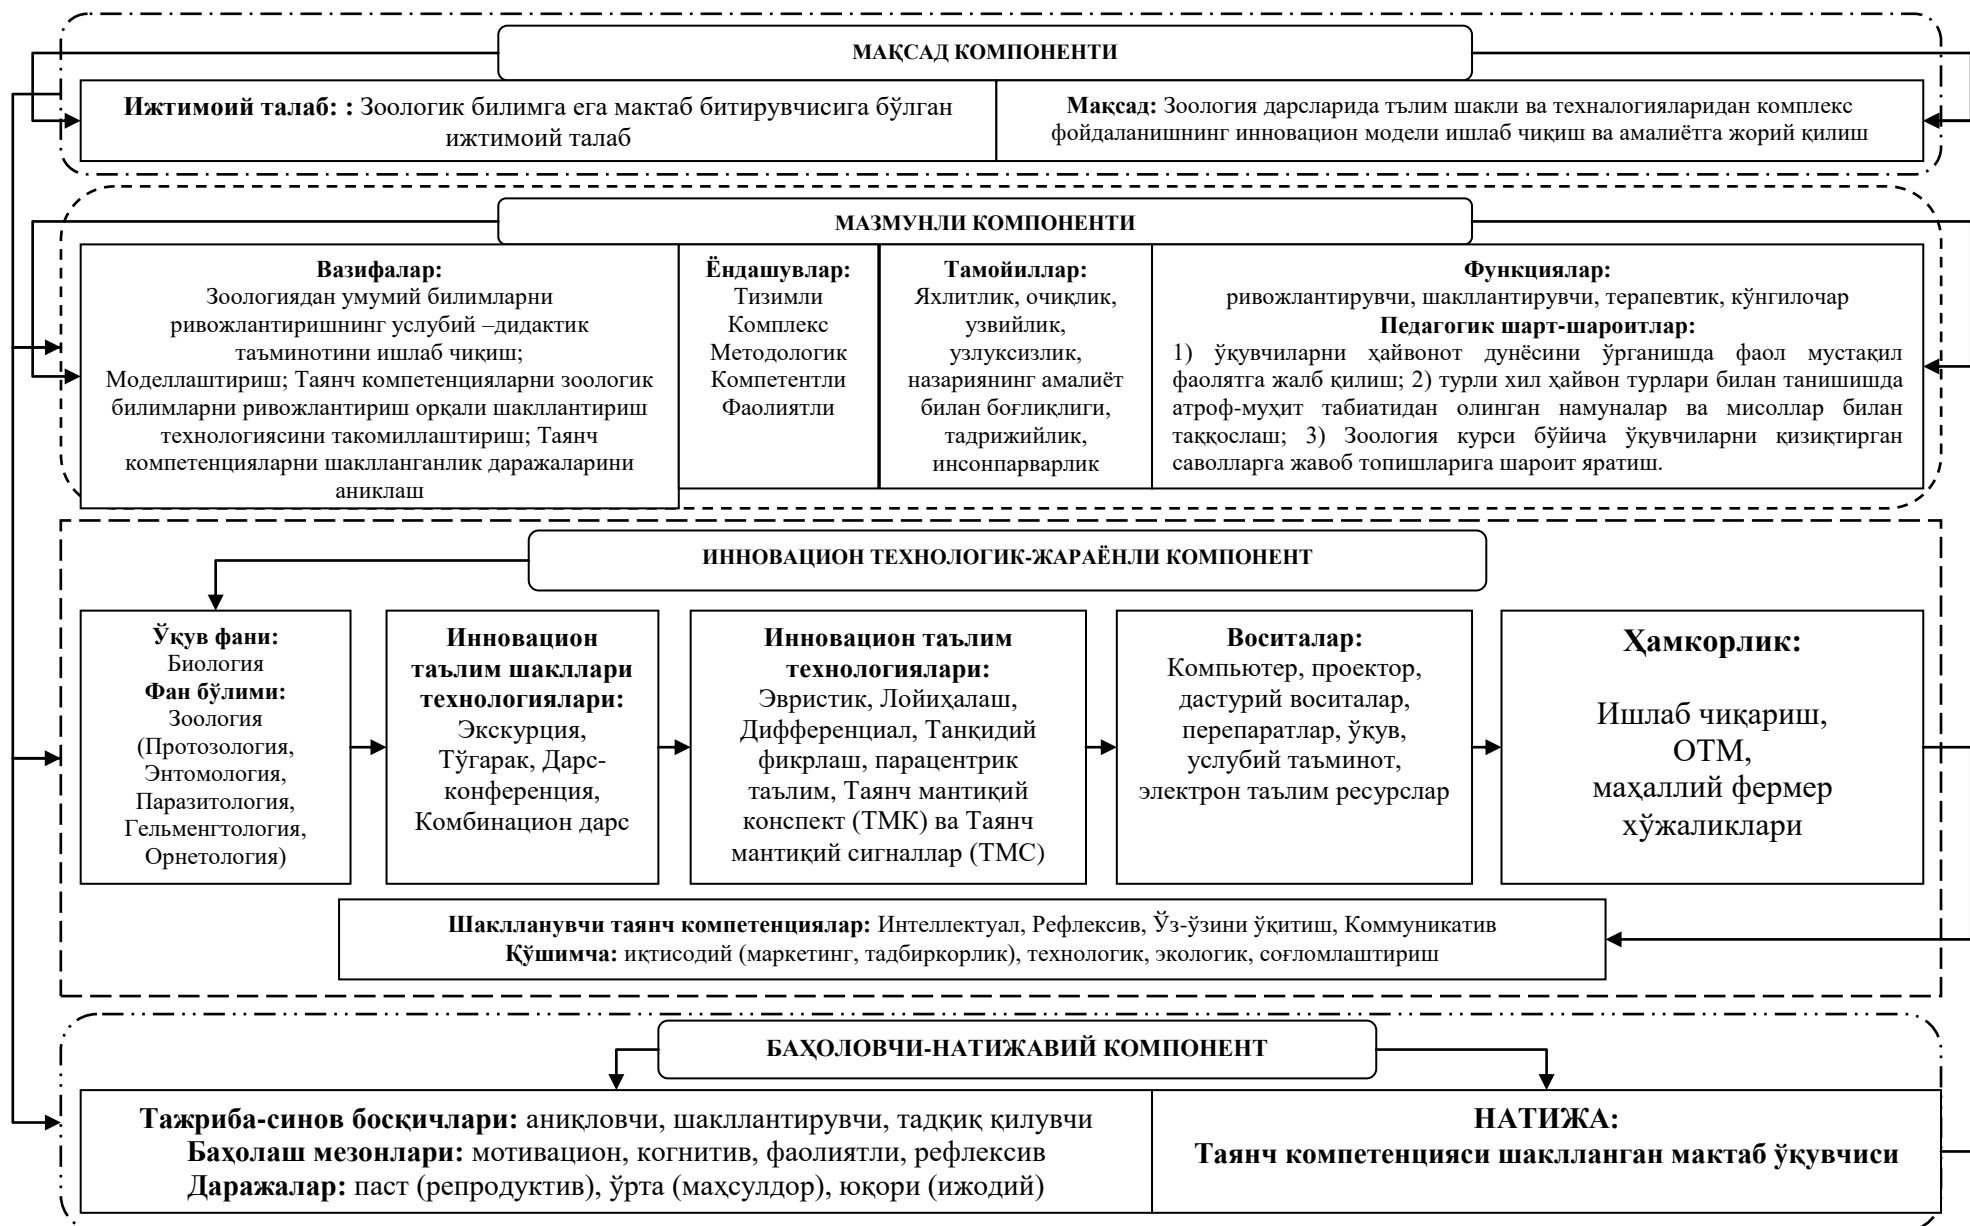 МАҚСАД КОМПОНЕНТИ
Ижтимоий талаб: : Зоологик билимга ега мактаб битирувчисига бўлган
ижтимоий талаб
Мақсад: Зоология дарсларида тълим шакли ва техналогияларидан комплекс
фойдаланишнинг инновацион модели ишлаб чиқиш ва амалиётга жорий қилиш
МАЗМУНЛИ КОМПОНЕНТИ
Вазифалар:
Зоологиядан умумий билимларни
ривожлантиришнинг услубий –дидактик
таъминотини ишлаб чиқиш;
Моделлаштириш; Таянч компетенцияларни зоологик
билимларни ривожлантириш орқали шакллантириш
технологиясини такомиллаштириш; Таянч
компетенцияларни шаклланганлик даражаларини
аниклаш
Ёндашувлар:
Тизимли
Комплекс
Методологик
Компетентли
Фаолиятли
Тамойиллар:
Яхлитлик, очиқлик,
узвийлик,
узлуксизлик,
назариянинг амалиёт
билан боғлиқлиги,
тадрижийлик,
инсонпарварлик
Функциялар:
ривожлантирувчи, шакллантирувчи, терапевтик, кўнгилочар
Педагогик шарт-шароитлар:
1) ўқувчиларни ҳайвонот дунёсини ўрганишда фаол мустақил
фаолятга жалб қилиш; 2) турли хил ҳайвон турлари билан танишишда
атроф-муҳит табиатидан олинган намуналар ва мисоллар билан
таққослаш; 3) Зоология курси бўйича ўқувчиларни қизиқтирган
саволларга жавоб топишларига шароит яратиш.
ИННОВАЦИОН ТЕХНОЛОГИК-ЖАРАЁНЛИ КОМПОНЕНТ
Ўқув фани:
Биология
Фан бўлими:
Зоология
(Протозология,
Энтомология,
Паразитология,
Гельменгтология,
Орнетология)
Инновацион
таълим шакллари
технологиялари:
Экскурция,
Тўгарак, Дарс-
конференция,
Комбинацион дарс
Инновацион таълим
технологиялари:
Эвристик, Лойиҳалаш,
Дифференциал, Танқидий
фикрлаш, парацентрик
таълим, Таянч мантиқий
конспект (ТМК) ва Таянч
мантиқий сигналлар (ТМС)
Воситалар:
Компьютер, проектор,
дастурий воситалар,
перепаратлар, ўқув,
услубий таъминот,
электрон таълим ресурслар
Ҳамкорлик:
Ишлаб чиқариш,
ОТМ,
маҳаллий фермер
хўжаликлари
Шаклланувчи таянч компетенциялар: Интеллектуал, Рефлексив, Ўз-ўзини ўқитиш, Коммуникатив
Қўшимча: иқтисодий (маркетинг, тадбиркорлик), технологик, экологик, соғломлаштириш
БАҲОЛОВЧИ-НАТИЖАВИЙ КОМПОНЕНТ
Тажриба-синов босқичлари: аниқловчи, шакллантирувчи, тадқиқ қилувчи
Баҳолаш мезонлари: мотивацион, когнитив, фаолиятли, рефлексив
Даражалар: паст (репродуктив), ўрта (маҳсулдор), юқори (ижодий)
НАТИЖА:
Таянч компетенцияси шаклланган мактаб ўқувчиси